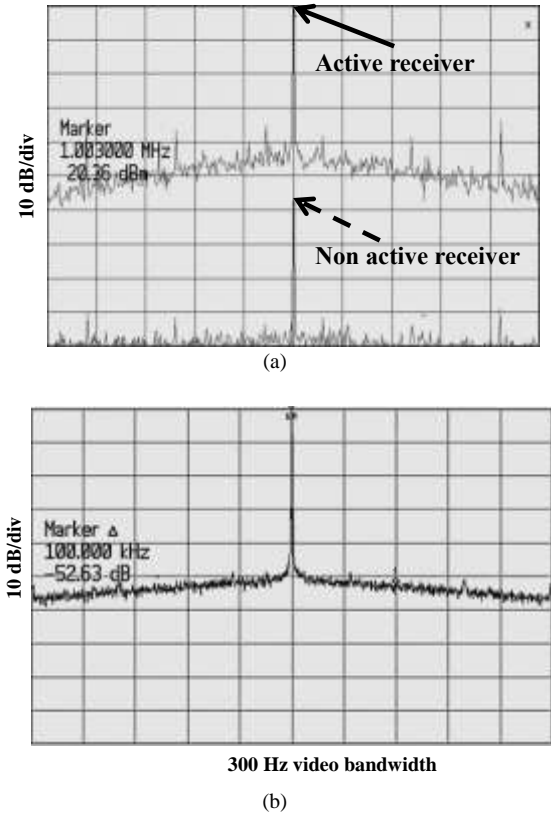 Active receiver
Marker
1.003000 MHz
20.36 dBm
10 dB/div
Non active receiver
(a)
Marker Δ
100.000 kHz
-52.63 dB
10 dB/div
300 Hz video bandwidth
(b)